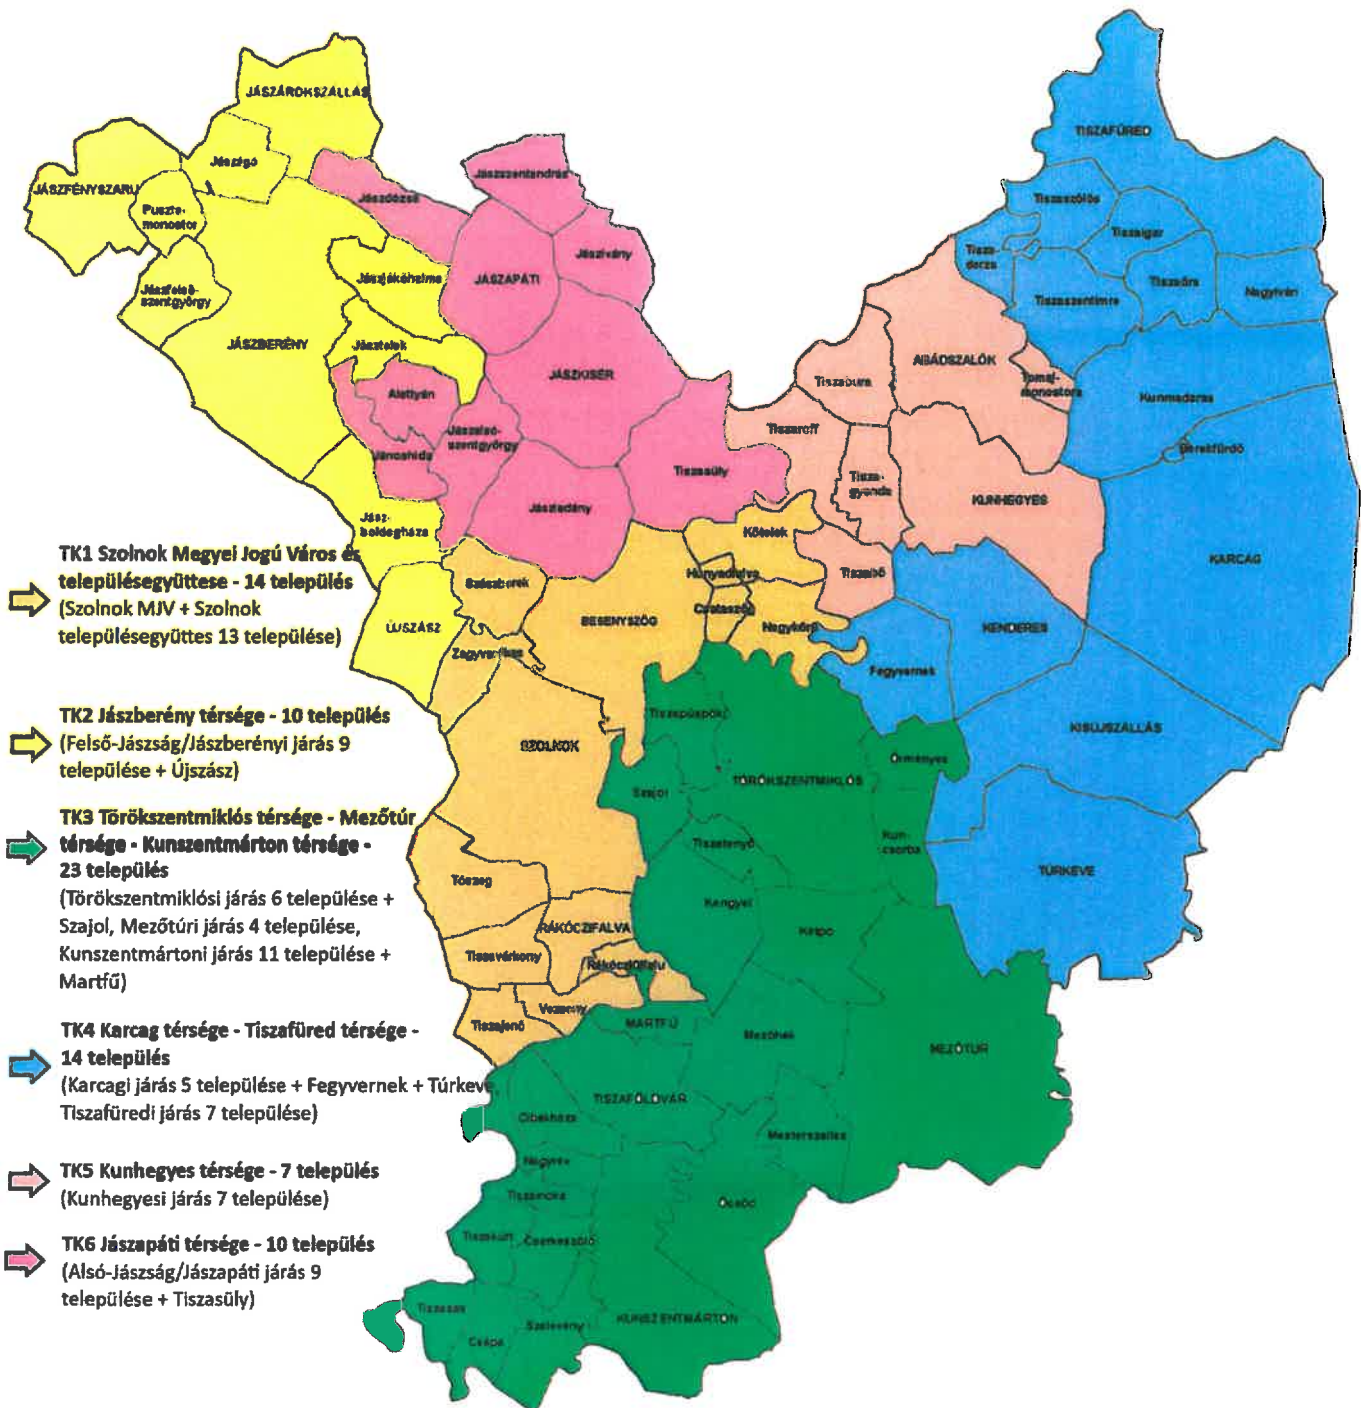 JÁSZÁROKSZÁLLÁS
Jászágó
JÁSZFÉNYSZARU
Puszta-
monostor
Jászdózsa
Jászszentandrás
Jászivány
JÁSZAPÁTI
Jászjákóhalma
Jászfelső-
szentgyörgy
JÁSZBERÉNY
Jásztelek
JÁSZKISÉR
Alattyán
Jászalsó-
szentgyörgy
Jánoshida
Tiszasüly
Jászladány
Jász-
boldogháza
TISZAFÜRED
Tiszaszőlős
Tiszaigar
Tisza-
derzs
Tiszaörs
Nagyiván
Tiszaszentimre
ABÁDSZALÓK
Tomaj-
monostora
Tiszabura
Kunmadaras
Berekfürdő
Tiszaroff
Tisza-
gyenda
KUNHEGYES
KARCAG
Kőtelek
Hunyadfalva
Tiszabő
Csataszög
Nagykörű
KENDERES
Fegyvernek
Szászberek
BESENYSZÖG
ÚJSZÁSZ
Zagyvarékas
TK1 Szolnok Megyei Jogú Város és
településegyüttese - 14 település
(Szolnok MJV + Szolnok
településegyüttes 13 települése)
TK2 Jászberény térsége - 10 település
(Felső-Jászság/Jászberényi járás 9
települése + Újszász)
TK3 Törökszentmiklós térsége - Mezőtúr
térsége - Kunszentmárton térsége -
23 település
(Törökszentmiklósi járás 6 települése +
Szajol, Mezőtúri járás 4 települése,
Kunszentmártoni járás 11 települése +
Martfű)
TK4 Karcag térsége - Tiszafüred térsége -
14 település
(Karcagi járás 5 települése + Fegyvernek + Túrkeve,
Tiszafüredi járás 7 települése)
TK5 Kunhegyes térsége - 7 település
(Kunhegyesi járás 7 települése)
TK6 Jászapáti térsége - 10 település
(Alsó-Jászság/Jászapáti járás 9
települése + Tiszasüly)
Tiszapüspöki
SZOLNOK
KISÚJSZÁLLÁS
Örményes
TÖRÖKSZENTMIKLÓS
Szajol
Tiszatenyő
Kun-
csorba
TÚRKEVE
Tószeg
Kengyel
Kétpó
RÁKÓCZIFALVA
Tiszavárkony
Rákócziújfalu
Vezseny
Tiszajenő
MARTFŰ
Mezőhék
MEZŐTÚR
TISZAFÖLDVÁR
Cibakháza
Mesterszállás
Nagyrév
Tiszainoka
Öcsöd
Tiszakürt
Cserkeszőlő
Tiszasas
Csépa
Szelevény
KUNSZENTMÁRTON